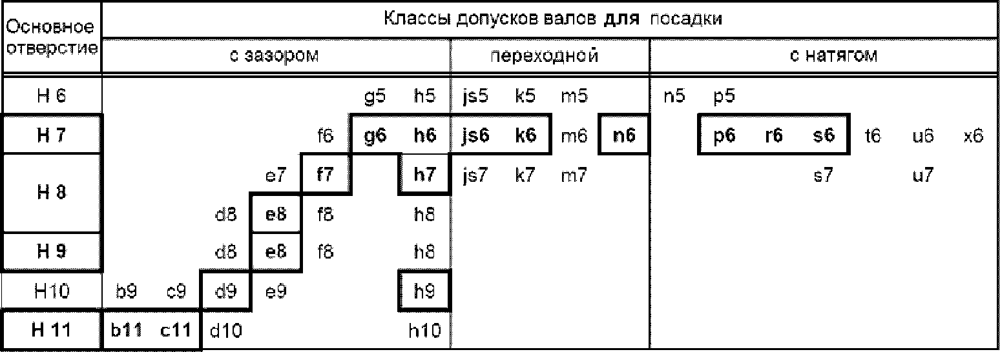 Основное отверстие
Классы допусков валов для посадки
с зазором переходной с натягом
H 6 g5 h5 js5 k5 m5 n5 p5
H 7 f6 g6 h6 js6 k6 m6 n6 p6 r6 s6 t6 u6 x6
H 8 e7 f7 h7 js7 k7 m7 s7 u7
d8 e8 f8 h8
H 9 d8 e8 f8 h8
H10 b9 c9 d9 e9 h9
H 11 b11 c11 d10 h10